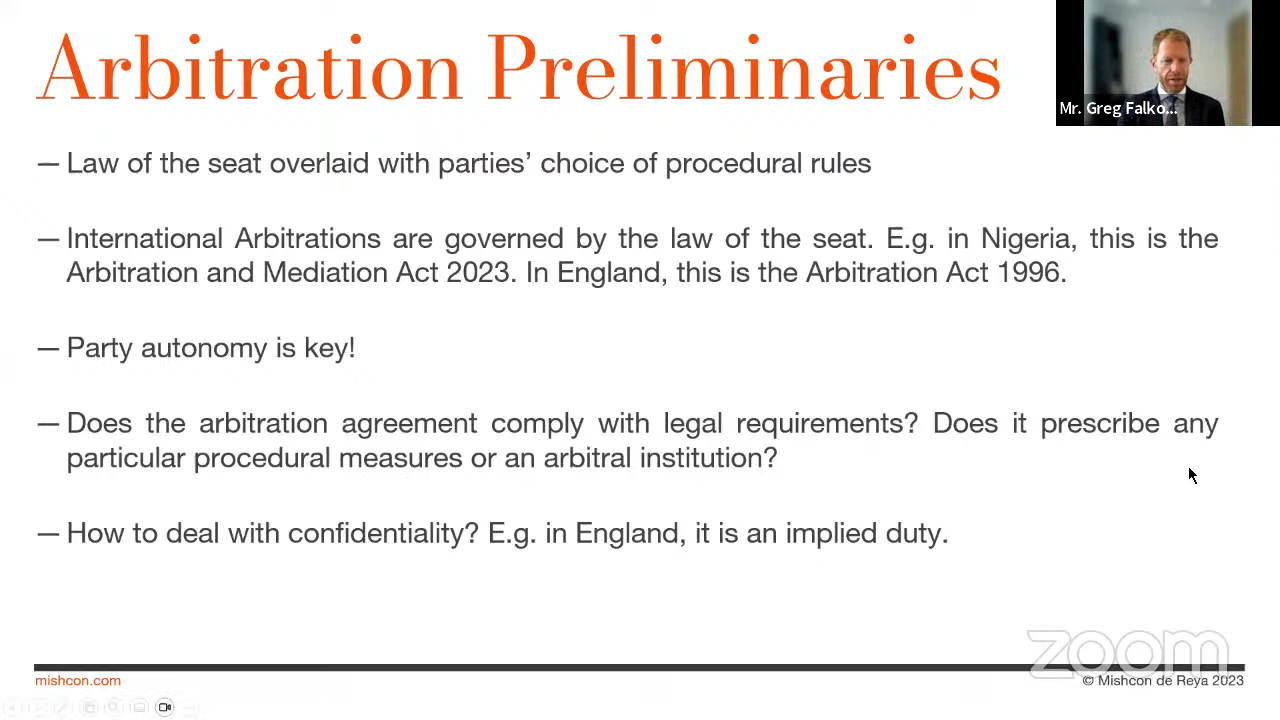 Arbitration Preliminaries
Mr. Greg Falko...
— Law of the seat overlaid with parties’ choice of procedural rules
— International Arbitrations are governed by the law of the seat. E.g. in Nigeria, this is the
Arbitration and Mediation Act 2023. In England, this is the Arbitration Act 1996.
— Party autonomy is key!
— Does the arbitration agreement comply with legal requirements? Does it prescribe any
particular procedural measures or an arbitral institution?
— How to deal with confidentiality? E.g. in England, it is an implied duty.
zoom
mishcon.com
© Mishcon de Reya 2023